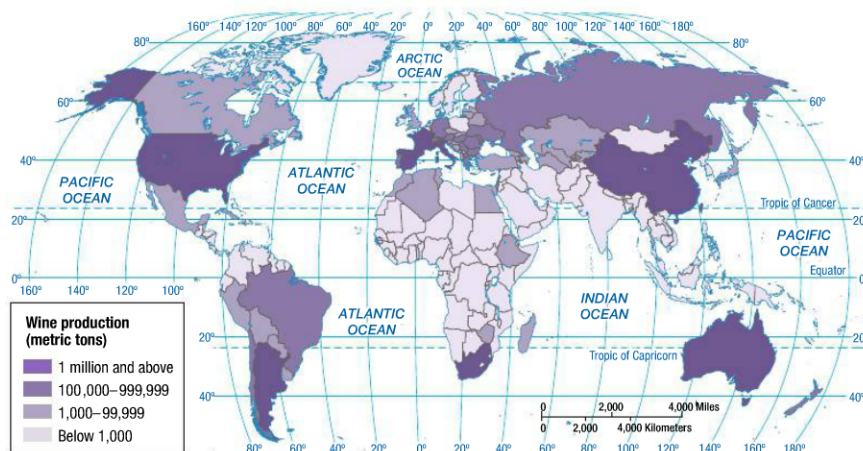 160° 140° 120° 100° 80° 60° 40° 20° 0° 20° 40° 60° 80° 100° 120° 140° 160° 180°
80° 80°
ARCTIC
OCEAN
60° 60°
40° 40°
PACIFIC
OCEAN
ATLANTIC
OCEAN
Tropic of Cancer
20° 20°
PACIFIC
OCEAN
Equator
0° 0°
160° 140° 120° 100° 100° 120° 140° 160° 180°
ATLANTIC
OCEAN
INDIAN
OCEAN
20° 20°
Tropic of Capricorn
40° 40°
0 2,000 4,000 Miles
0 2,000 4,000 Kilometers
80° 60° 40° 20° 0° 20° 40° 60° 80° 100° 120° 140° 160° 180°
Wine production
(metric tons)
1 million and above
100,000–999,999
1,000–99,999
Below 1,000